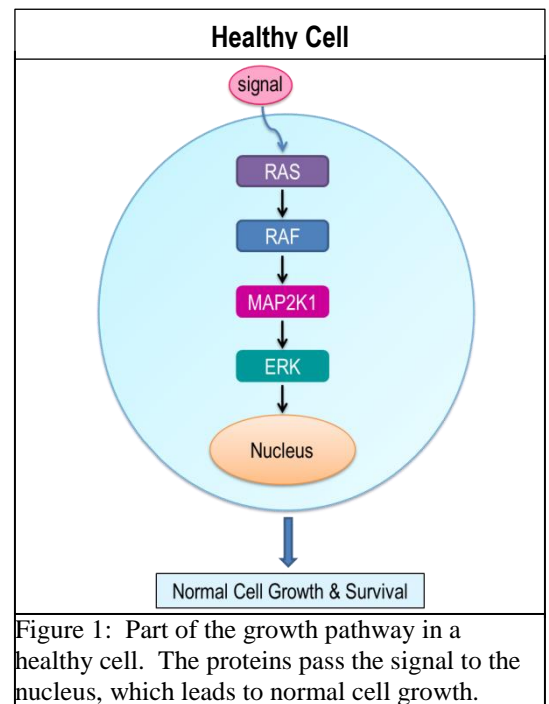 Healthy Cell
signal
RAS
RAF
MAP2K1
ERK
Nucleus
Normal Cell Growth & Survival
Figure 1: Part of the growth pathway in a
healthy cell. The proteins pass the signal to the
nucleus, which leads to normal cell growth.